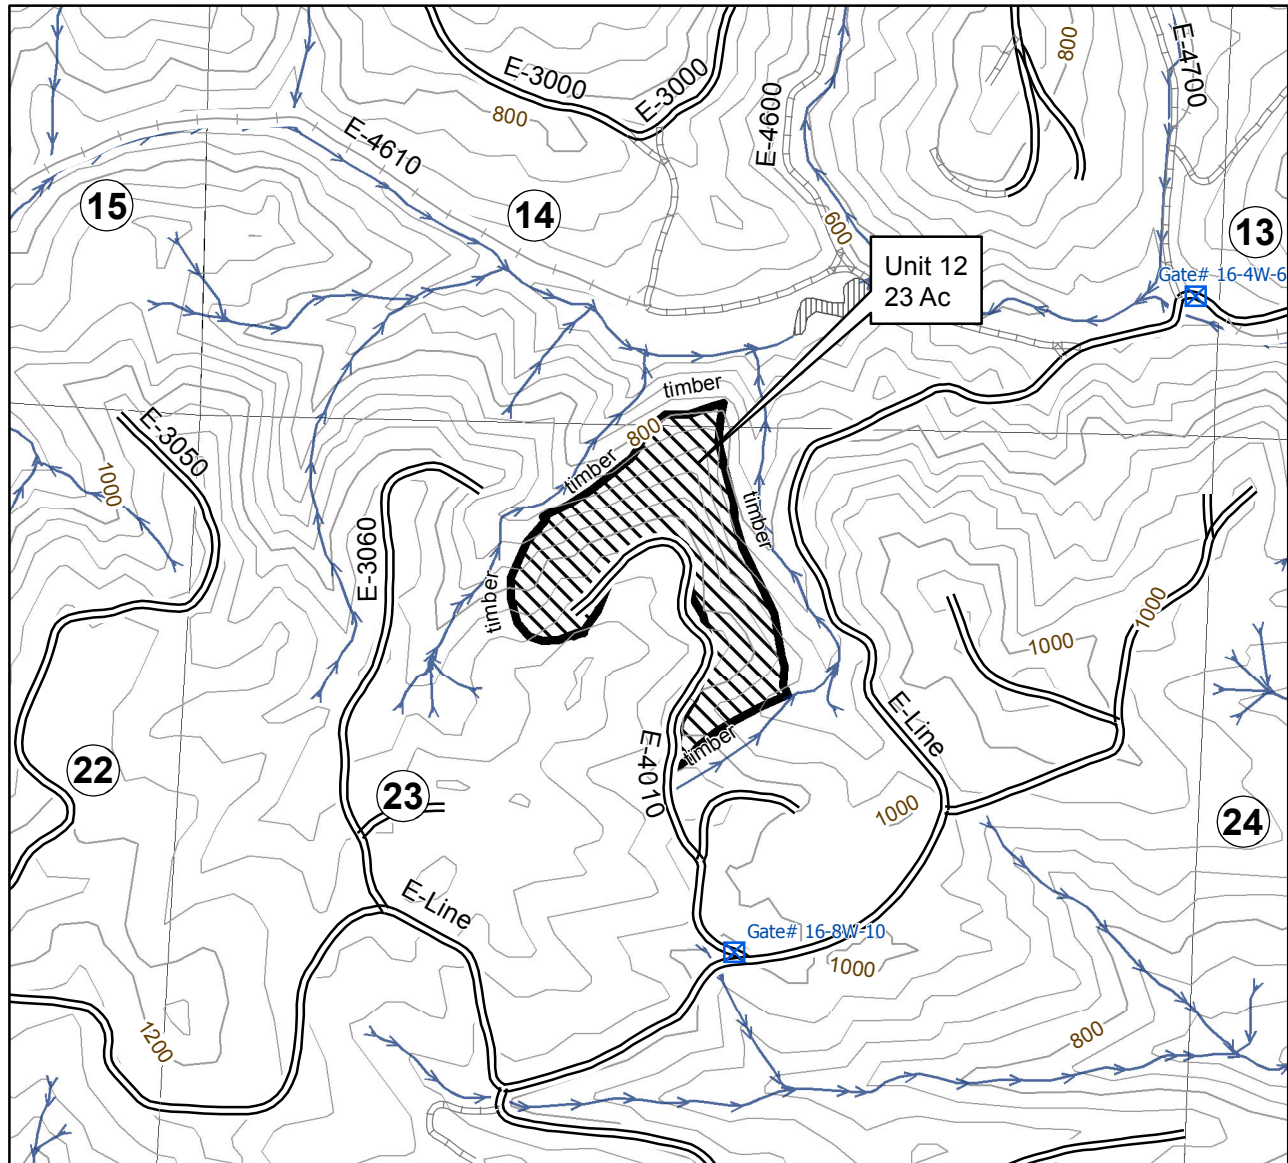 800
E-4700
E-3000
E-3000
800
E-4600
E-4610
15
14
13
600
Unit 12
23 Ac
Gate# 16-4W-6
timber
E-3050
800
timber
1000
timber
E-3060
timber
1000
1000
E-Line
timber
E-4010
22
23
1000
24
E-Line
Gate# 16-8W-10
1000
1200
800